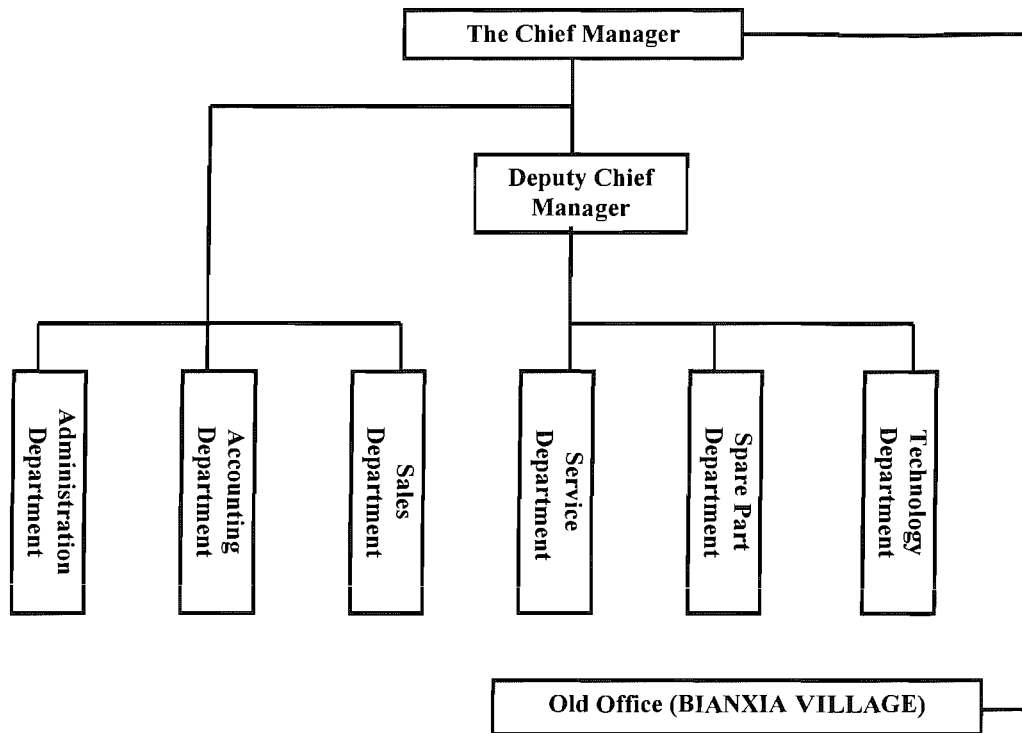 The Chief Manager
Deputy Chief
Manager
Administration
Department
Accounting
Department
Sales
Department
Service
Department
Spare Part
Department
Technology
Department
Old Office (BIANXIA VILLAGE)